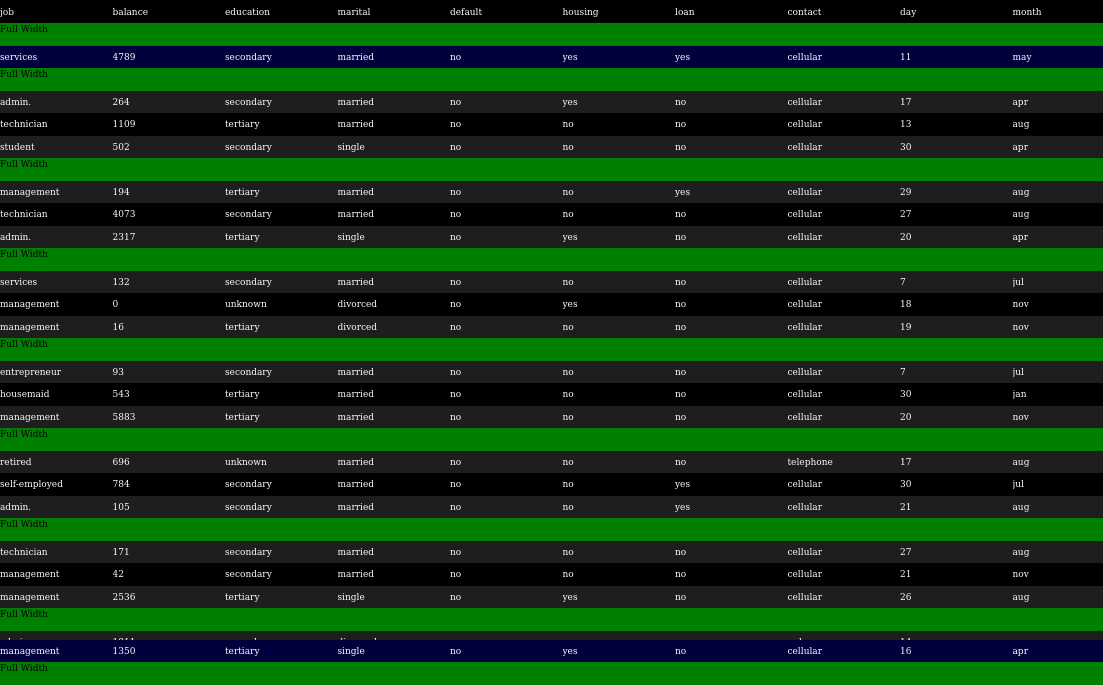 job balance education marital default housing loan contact day month
Full Width
services 4789 secondary married no yes yes cellular 11 may
Full Width
admin. 264 secondary married no yes no cellular 17 apr
technician 1109 tertiary married no no no cellular 13 aug
student 502 secondary single no no no cellular 30 apr
Full Width
management 194 tertiary married no no yes cellular 29 aug
technician 4073 secondary married no no no cellular 27 aug
admin. 2317 tertiary single no yes no cellular 20 apr
Full Width
services 132 secondary married no no no cellular 7 jul
management 0 unknown divorced no yes no cellular 18 nov
management 16 tertiary divorced no no no cellular 19 nov
Full Width
entrepreneur 93 secondary married no no no cellular 7 jul
housemaid 543 tertiary married no no no cellular 30 jan
management 5883 tertiary married no no no cellular 20 nov
Full Width
retired 696 unknown married no no no telephone 17 aug
self-employed 784 secondary married no no yes cellular 30 jul
admin. 105 secondary married no no yes cellular 21 aug
Full Width
technician 171 secondary married no no no cellular 27 aug
management 42 secondary married no no no cellular 21 nov
management 2536 tertiary single no yes no cellular 26 aug
Full Width
management 1350 tertiary single no yes no cellular 16 apr
Full Width